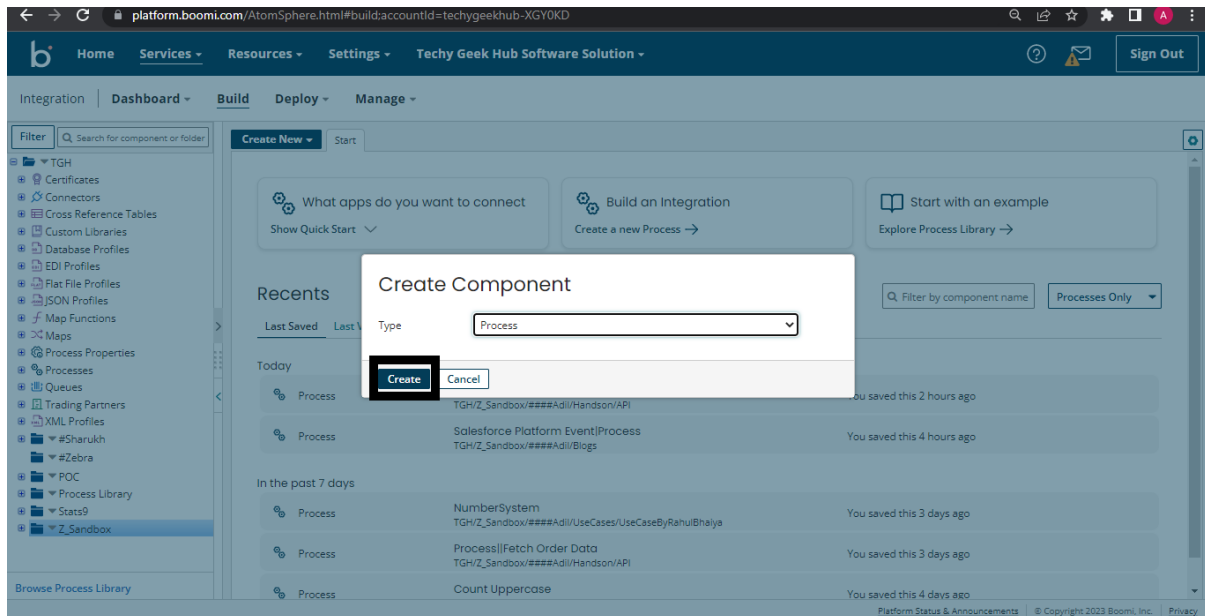 platform.boomi.com/AtomSphere.html#build;accountId=techygeekhub-XGY0KD
A
b Home Services Resources Settings Techy Geek Hub Software Solution Sign Out
Integration Dashboard Build Deploy Manage
Filter Search for component or folder
Create New Start
TGH
Certificates
Connectors
Cross Reference Tables
Custom Libraries
Database Profiles
EDI Profiles
Flat File Profiles
JSON Profiles
Map Functions
Maps
Process Properties
Processes
Queues
Trading Partners
XML Profiles
#Sharukh
#Zebra
POC
Process Library
Stats9
Z_Sandbox
Browse Process Library
What apps do you want to connect
Show Quick Start
Build an Integration
Create a new Process →
Start with an example
Explore Process Library →
Recents
Filter by component name Processes Only
Last Saved Last V
Create Component
Type Process
Create Cancel
Today
Process
TGH/Z_Sandbox/####Adil/Handson/API
You saved this 2 hours ago
Process
Salesforce Platform Event|Process
TGH/Z_Sandbox/####Adil/Blogs
You saved this 4 hours ago
In the past 7 days
Process
NumberSystem
TGH/Z_Sandbox/####Adil/UseCases/UseCaseByRahulBhaiya
You saved this 3 days ago
Process
Process||Fetch Order Data
TGH/Z_Sandbox/####Adil/Handson/API
You saved this 3 days ago
Process
Count Uppercase
You saved this 4 days ago
Platform Status & Announcements | © Copyright 2023 Boomi, Inc. | Privacy